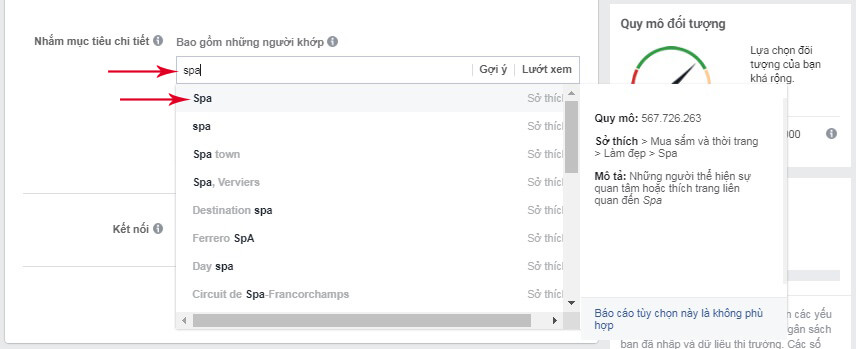 Nhắm mục tiêu chi tiết
Bao gồm những người khớp
spa
Gợi ý
Lướt xem
Spa
Sở thích
spa
Spa town
Sở thích
Spa, Verviers
Sở thích
Destination spa
Sở thích
Ferrero SpA
Sở thích
Day spa
Sở thích
Circuit de Spa-Francorchamps
Sở thích
Kết nối
Quy mô: 567.726.263
Sở thích > Mua sắm và thời trang
> Làm đẹp > Spa
Mô tả: Những người thể hiện sự
quan tâm hoặc thích trang liên
quan đến Spa
Báo cáo tùy chọn này là không phù
hợp
Quy mô đối tượng
Lựa chọn đối
tượng của bạn
khá rộng.
000
n các yếu
gân sách
bạn đã nhập và dữ liệu thị trường. Các số